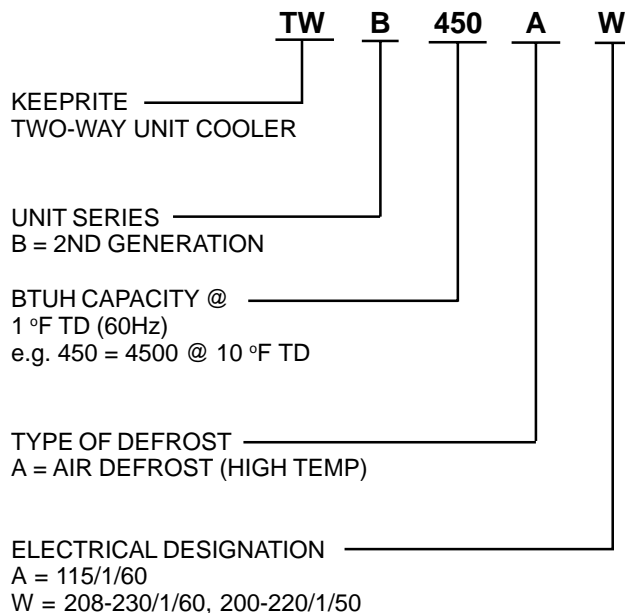 TW B 450 A W
KEEPRITE
TWO-WAY UNIT COOLER
UNIT SERIES
B = 2ND GENERATION
BTUH CAPACITY @
1 ºF TD (60Hz)
e.g. 450 = 4500 @ 10 ºF TD
TYPE OF DEFROST
A = AIR DEFROST (HIGH TEMP)
ELECTRICAL DESIGNATION
A = 115/1/60
W = 208-230/1/60, 200-220/1/50